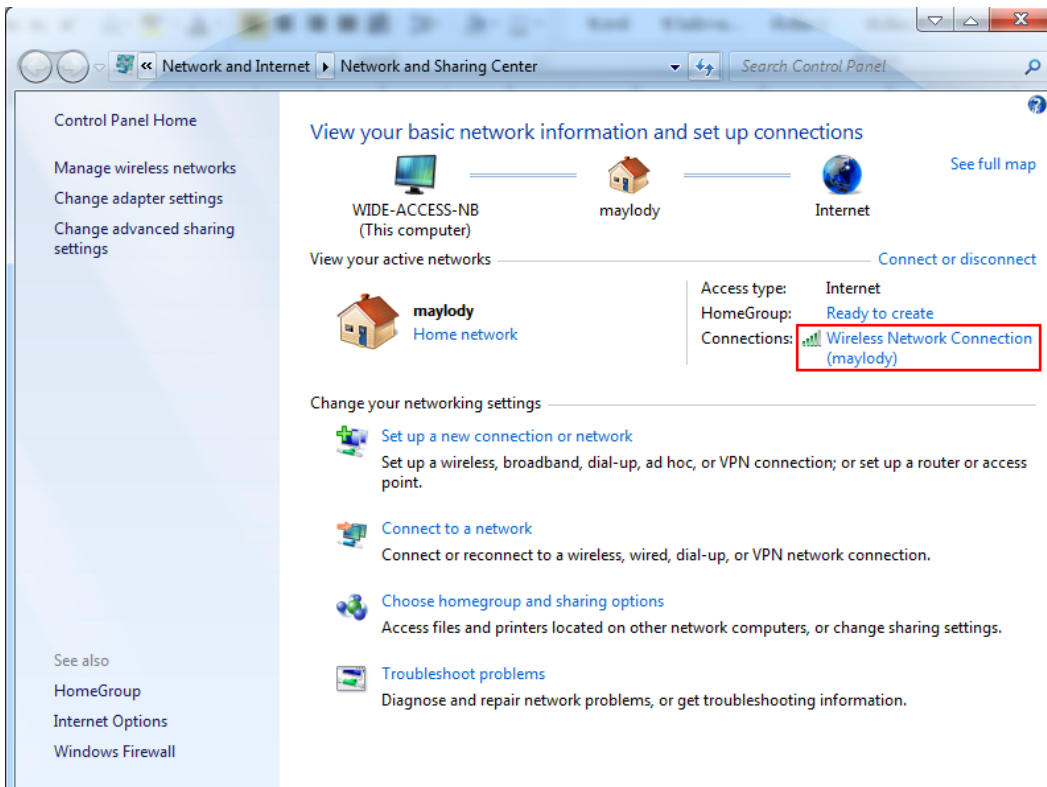 « Network and Internet ▸ Network and Sharing Center
Search Control Panel
Control Panel Home
Manage wireless networks
Change adapter settings
Change advanced sharing
settings
See also
HomeGroup
Internet Options
Windows Firewall
View your basic network information and set up connections
See full map
WIDE-ACCESS-NB
(This computer)
maylody
Internet
View your active networks
Connect or disconnect
maylody
Home network
Access type: Internet
HomeGroup: Ready to create
Connections: Wireless Network Connection
(maylody)
Change your networking settings
Set up a new connection or network
Set up a wireless, broadband, dial-up, ad hoc, or VPN connection; or set up a router or access
point.
Connect to a network
Connect or reconnect to a wireless, wired, dial-up, or VPN network connection.
Choose homegroup and sharing options
Access files and printers located on other network computers, or change sharing settings.
Troubleshoot problems
Diagnose and repair network problems, or get troubleshooting information.